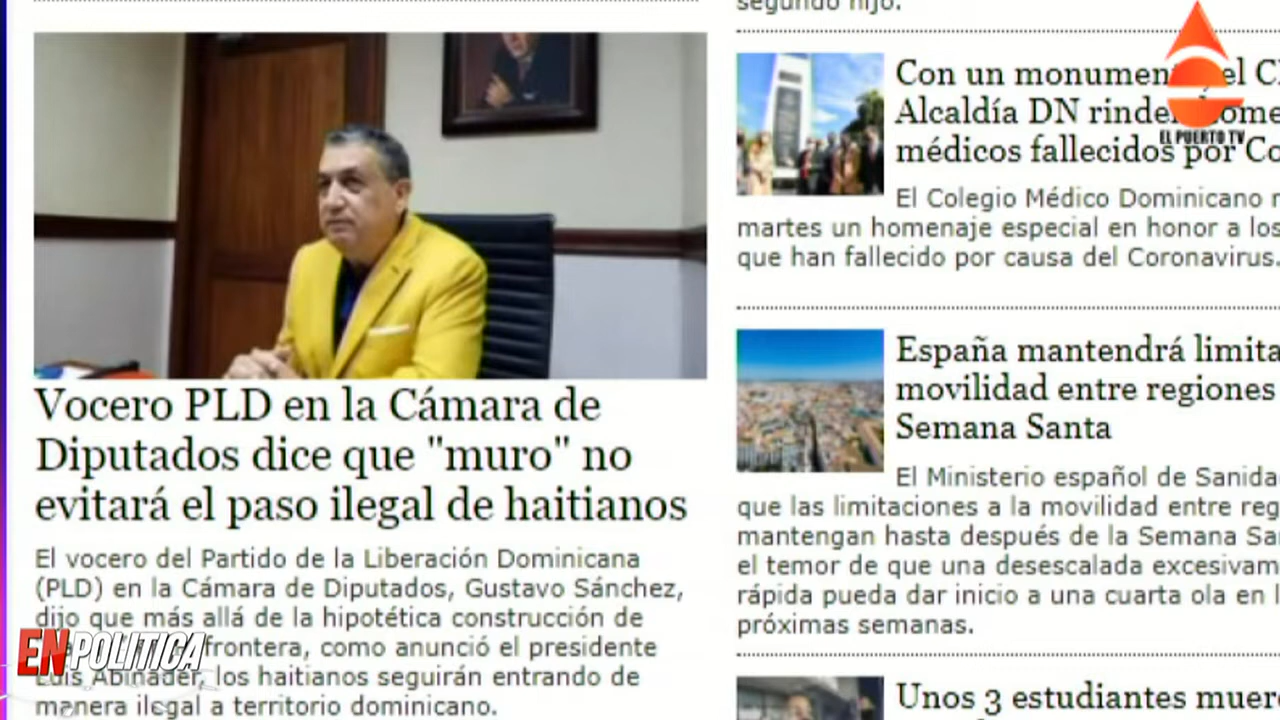 Vocero PLD en la Cámara de
Diputados dice que "muro" no
evitará el paso ilegal de haitianos
El vocero del Partido de la Liberación Dominicana
(PLD) en la Cámara de Diputados, Gustavo Sánchez,
dijo que más allá de la hipotética construcción de
frontera, como anunció el presidente
Luis Abinader, los haitianos seguirán entrando de
manera ilegal a territorio dominicano.
EN POLITICA
segundo hijo.
Con un monumen el C
Alcaldía DN rinde
médicos fallecidos por Co
El Colegio Médico Dominicano
martes un homenaje especial en honor a los
que han fallecido por causa del Coronavirus.
España mantendrá limita
movilidad entre regiones
Semana Santa
El Ministerio español de Sanida
que las limitaciones a la movilidad entre reg
mantengan hasta después de la Semana Sa
el temor de que una desescalada excesivam
rápida pueda dar inicio a una cuarta ola en l
próximas semanas.
Unos 3 estudiantes muer
EL PUERTO TV